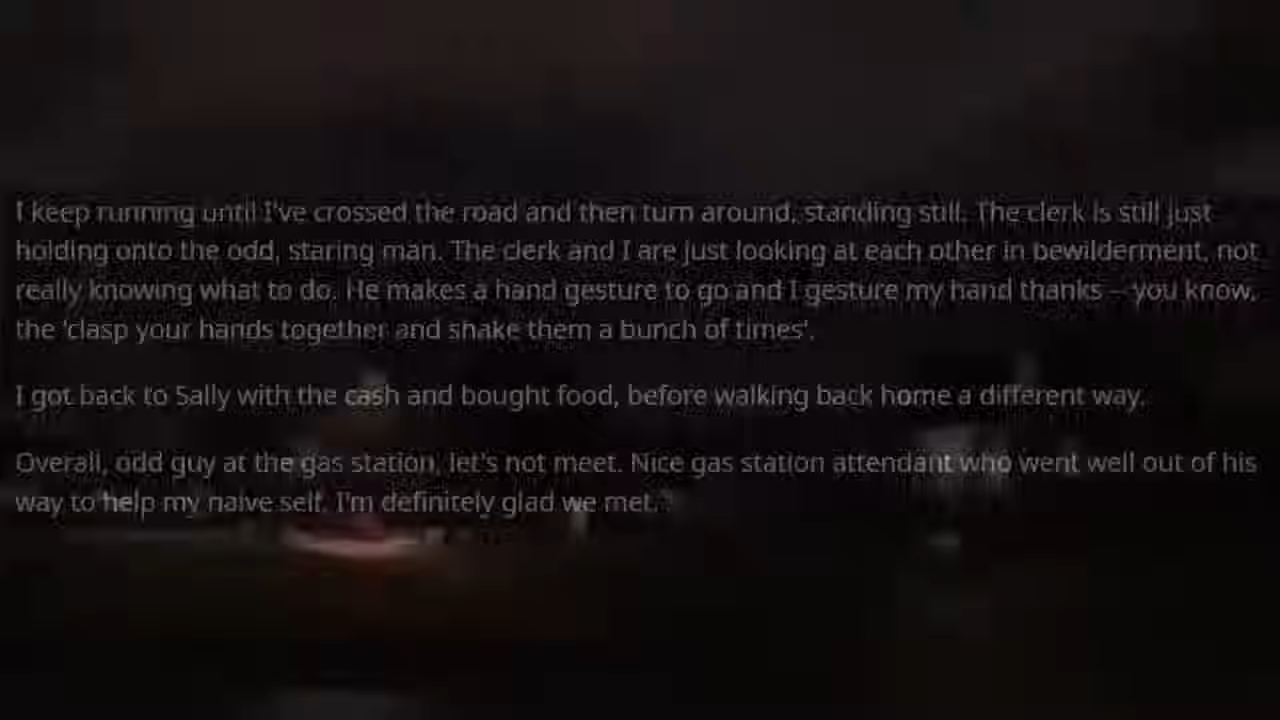 I keep running until I've crossed the road and then turn around, standing still. The clerk is still just
holding onto the odd, staring man. The clerk and I are just looking at each other in bewilderment, not
really knowing what to do. He makes a hand gesture to go and I gesture my hand thanks -- you know,
the 'clasp your hands together and shake them a bunch of times'.
I got back to Sally with the cash and bought food, before walking back home a different way.
Overall, odd guy at the gas station, let's not meet. Nice gas station attendant who went well out of his
way to help my naive self. I'm definitely glad we met.